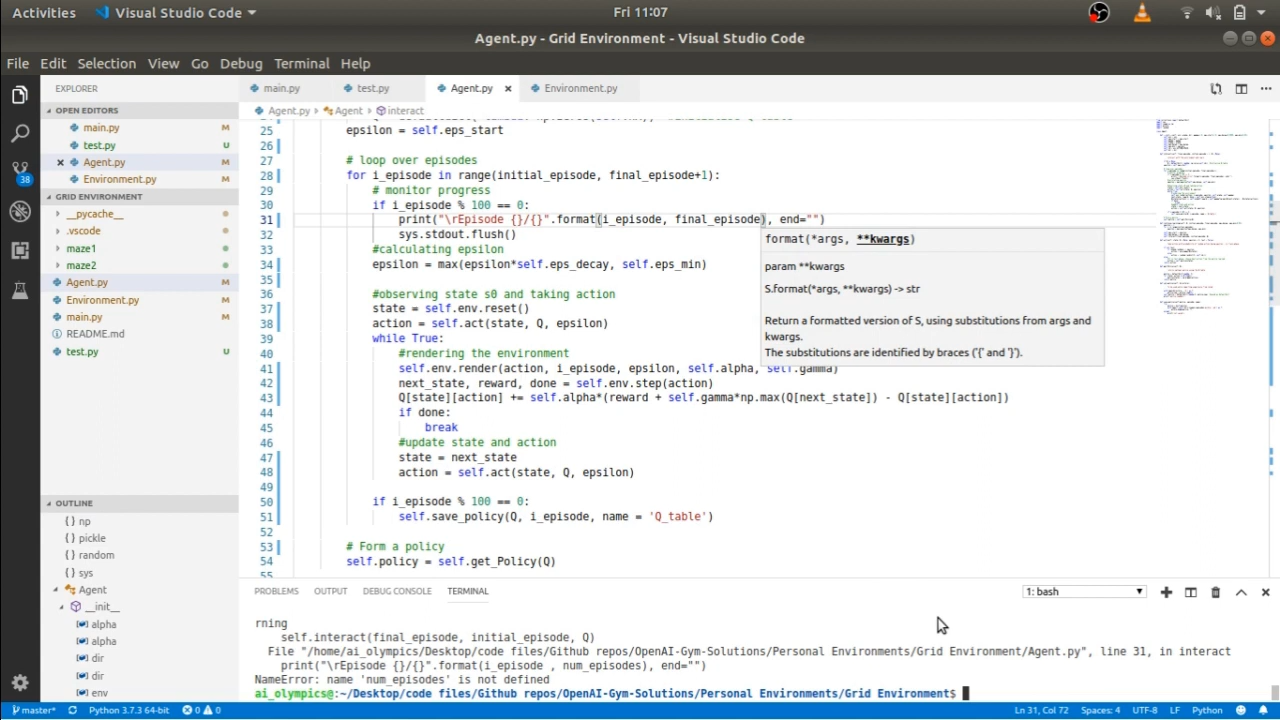 Activities Visual Studio Code Fri 11:07
Agent.py - Grid Environment - Visual Studio Code
File Edit Selection View Go Debug Terminal Help
EXPLORER
OPEN EDITORS
main.py M
test.py U
Agent.py M
Environment.py M
GRID ENVIRONMENT
__pycache__
.vscode
maze1
maze2
Agent.py M
Environment.py M
main.py M
README.md
test.py U
OUTLINE
np
pickle
random
sys
Agent
__init__
alpha
alpha
dir
dir
env
38
main.py test.py Agent.py Environment.py
Agent.py Agent interact
25 epsilon = self.eps_start
26
27 # loop over episodes
28 for i_episode in range(initial_episode, final_episode+1):
29 # monitor progress
30 if i_episode % 100 == 0:
31 print("\rEpisode {}/{}".format(i_episode, final_episode), end="")
32 sys.stdout.flush()
33 #calculating epsilon
34 epsilon = max(epsilon*self.eps_decay, self.eps_min)
35
36 #observing state so and taking action
37 state = self.env.reset()
38 action = self.act(state, Q, epsilon)
39 while True:
40 #rendering the environment
41 self.env.render(action, i_episode, epsilon, self.alpha, self.gamma)
42 next_state, reward, done = self.env.step(action)
43 Q[state][action] += self.alpha*(reward + self.gamma*np.max(Q[next_state]) - Q[state][action])
44 if done:
45 break
46 #update state and action
47 state = next_state
48 action = self.act(state, Q, epsilon)
49
50 if i_episode % 100 == 0:
51 self.save_policy(Q, i_episode, name = 'Q_table')
52
53 # Form a policy
54 self.policy = self.get_Policy(Q)
55
format(*args, **kwargs)
param **kwargs
S.format(*args, **kwargs) -> str
Return a formatted version of S, using substitutions from args and
kwargs.
The substitutions are identified by braces ('{' and '}').
PROBLEMS OUTPUT DEBUG CONSOLE TERMINAL 1: bash
rning
self.interact(final_episode, initial_episode, Q)
File "/home/ai_olympics/Desktop/code files/Github repos/OpenAI-Gym-Solutions/Personal Environments/Grid Environment/Agent.py", line 31, in interact
print("\rEpisode {}/{}".format(i_episode , num_episodes), end="")
NameError: name 'num_episodes' is not defined
ai_olympics@:~/Desktop/code files/Github repos/OpenAI-Gym-Solutions/Personal Environments/Grid Environment$
master* Python 3.7.3 64-bit 0 0 Ln 31, Col 72 Spaces: 4 UTF-8 LF Python